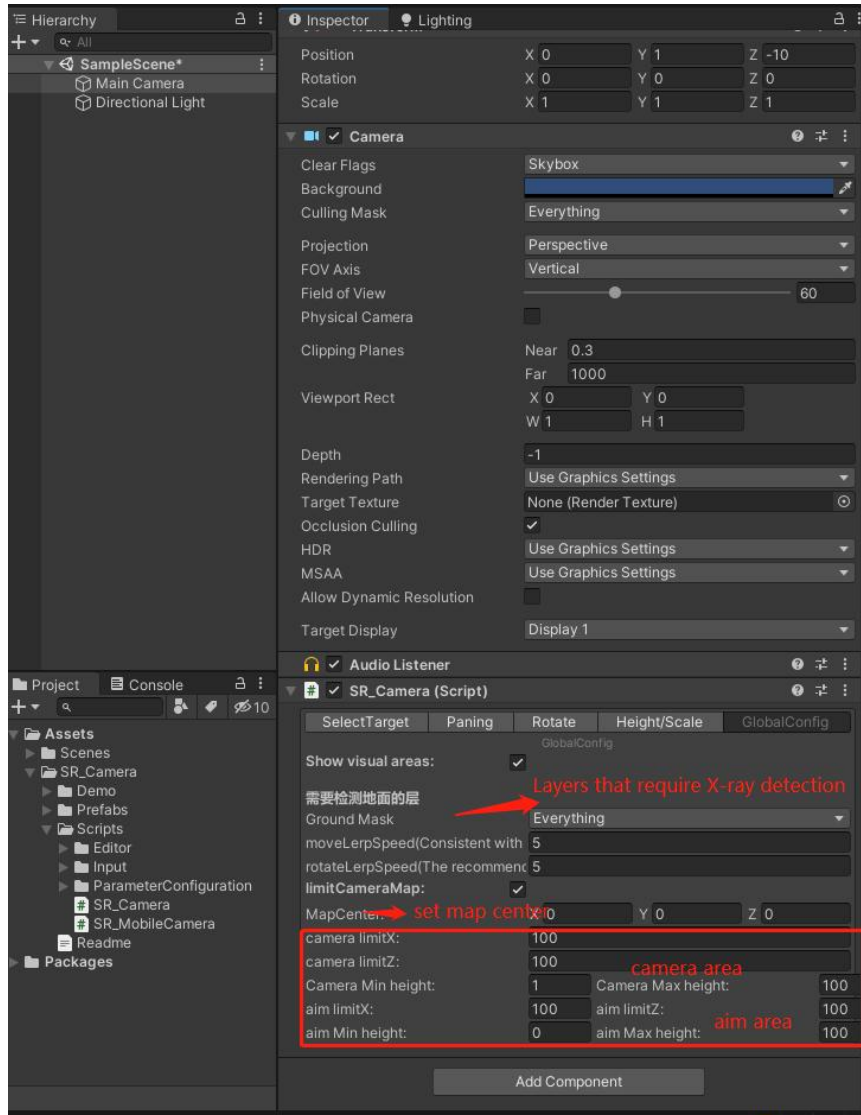 Hierarchy
All
SampleScene*
Main Camera
Directional Light
Inspector
Lighting
Position X 0 Y 1 Z -10
Rotation X 0 Y 0 Z 0
Scale X 1 Y 1 Z 1
Camera
Clear Flags Skybox
Background
Culling Mask Everything
Projection Perspective
FOV Axis Vertical
Field of View 60
Physical Camera
Clipping Planes Near 0.3
Far 1000
Viewport Rect X 0 Y 0
W 1 H 1
Depth -1
Rendering Path Use Graphics Settings
Target Texture None (Render Texture)
Occlusion Culling
HDR Use Graphics Settings
MSAA Use Graphics Settings
Allow Dynamic Resolution
Target Display Display 1
Audio Listener
# SR_Camera (Script)
SelectTarget Paning Rotate Height/Scale GlobalConfig
GlobalConfig
Show visual areas:
Layers that require X-ray detection
需要检测地面的层
Ground Mask Everything
moveLerpSpeed(Consistent with 5
rotateLerpSpeed(The recommend 5
limitCameraMap:
MapCenter: set map center X 0 Y 0 Z 0
camera limitX: 100
camera limitZ: 100
camera area
Camera Min height: 1 Camera Max height: 100
aim limitX: 100 aim limitZ: 100
aim area
aim Min height: 0 aim Max height: 100
Add Component
Project
Console
10
Assets
Scenes
SR_Camera
Demo
Prefabs
Scripts
Editor
Input
ParameterConfiguration
# SR_Camera
# SR_MobileCamera
Readme
Packages